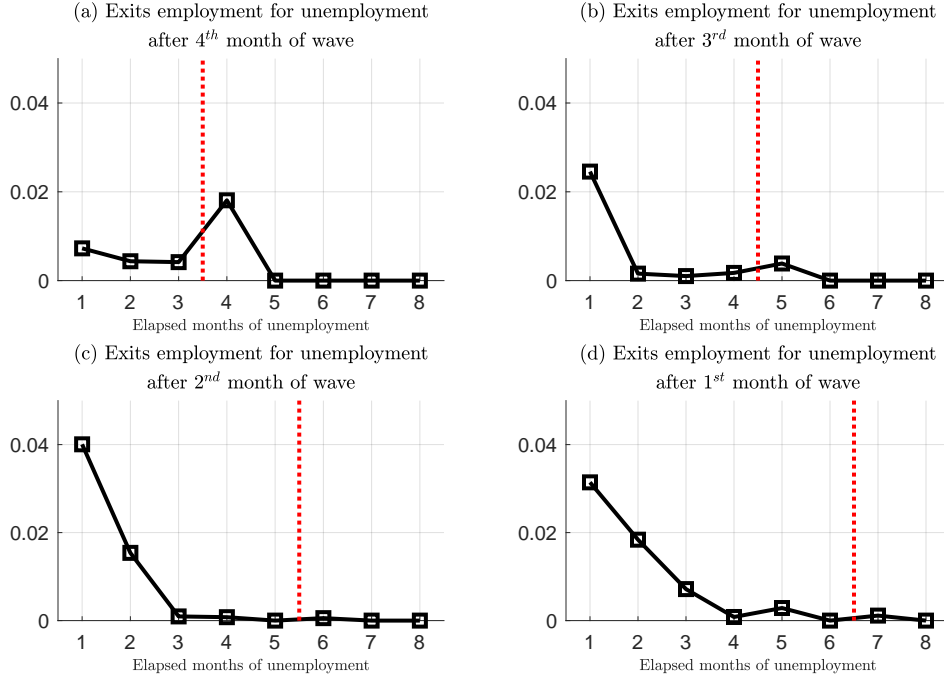 (a) Exits employment for unemployment
after 4th month of wave
0.04
0.02
0
1 2 3 4 5 6 7 8
Elapsed months of unemployment
(b) Exits employment for unemployment
after 3rd month of wave
0.04
0.02
0
1 2 3 4 5 6 7 8
Elapsed months of unemployment
(c) Exits employment for unemployment
after 2nd month of wave
0.04
0.02
0
1 2 3 4 5 6 7 8
Elapsed months of unemployment
(d) Exits employment for unemployment
after 1st month of wave
0.04
0.02
0
1 2 3 4 5 6 7 8
Elapsed months of unemployment